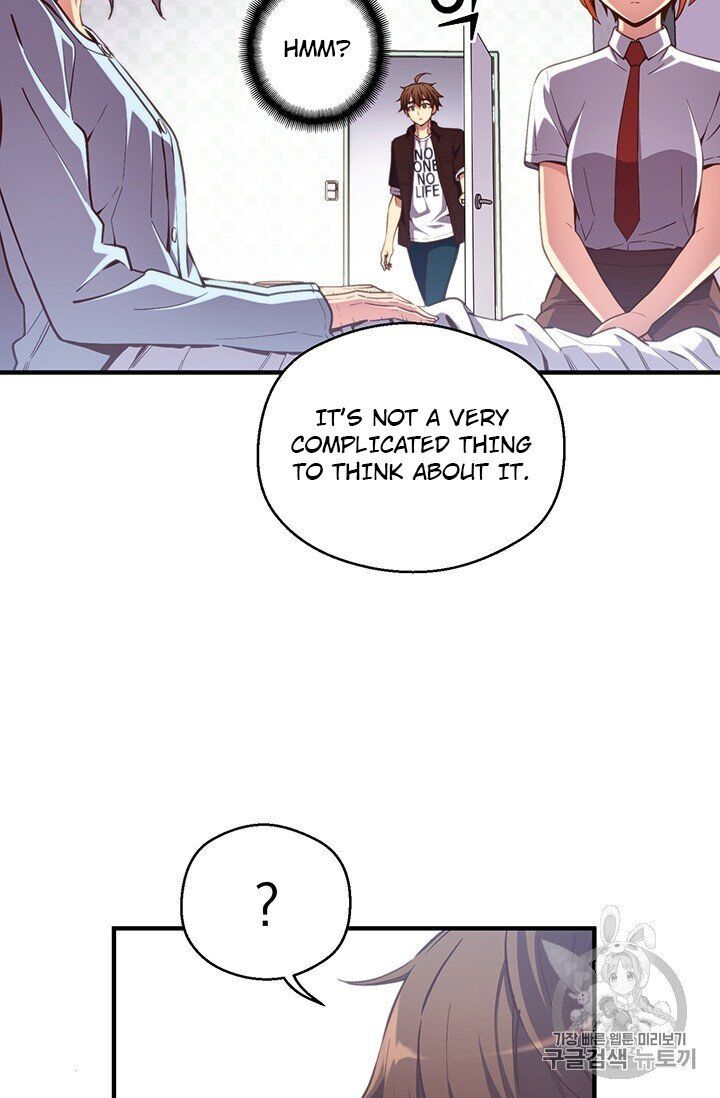 HMM?
NO
ONE
NO
LIFE
IT'S NOT A VERY
COMPLICATED THING
TO THINK ABOUT IT.
?
가장 빠른 웹툰 미리보기
구글검색 뉴토끼